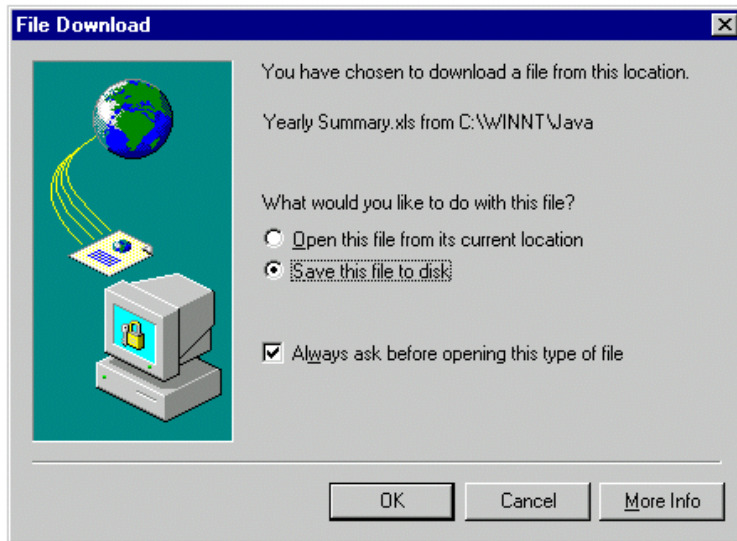 File Download
You have chosen to download a file from this location.
Yearly Summary.xls from C:\WINNT\Java
What would you like to do with this file?
Open this file from its current location
Save this file to disk
Always ask before opening this type of file
OK
Cancel
More Info